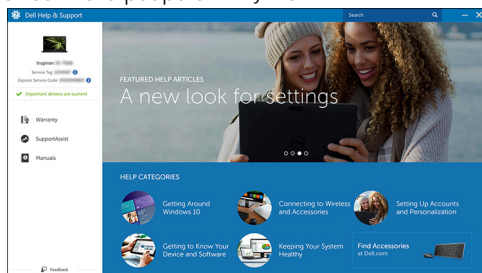 Dell Help & Support
Search
Inspiron
Service Tag
Express Service Code
Important drivers are current
Warranty
SupportAssist
Manuals
Feedback
FEATURED HELP ARTICLES
A new look for settings
HELP CATEGORIES
Getting Around
Windows 10
Connecting to Wireless
and Accessories
Setting Up Accounts
and Personalization
Getting to Know Your
Device and Software
Keeping Your System
Healthy
Find Accessories
at Dell.com